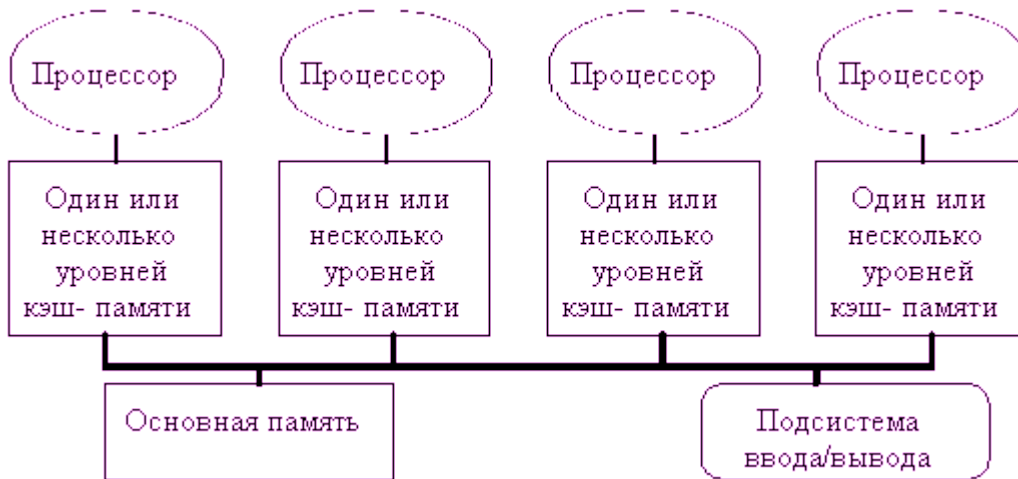 Процессор
Процессор
Процессор
Процессор
Один или
несколько
уровней
кэш- памяти
Один или
несколько
уровней
кэш- памяти
Один или
несколько
уровней
кэш- памяти
Один или
несколько
уровней
кэш- памяти
Основная память
Подсистема
ввода/вывода